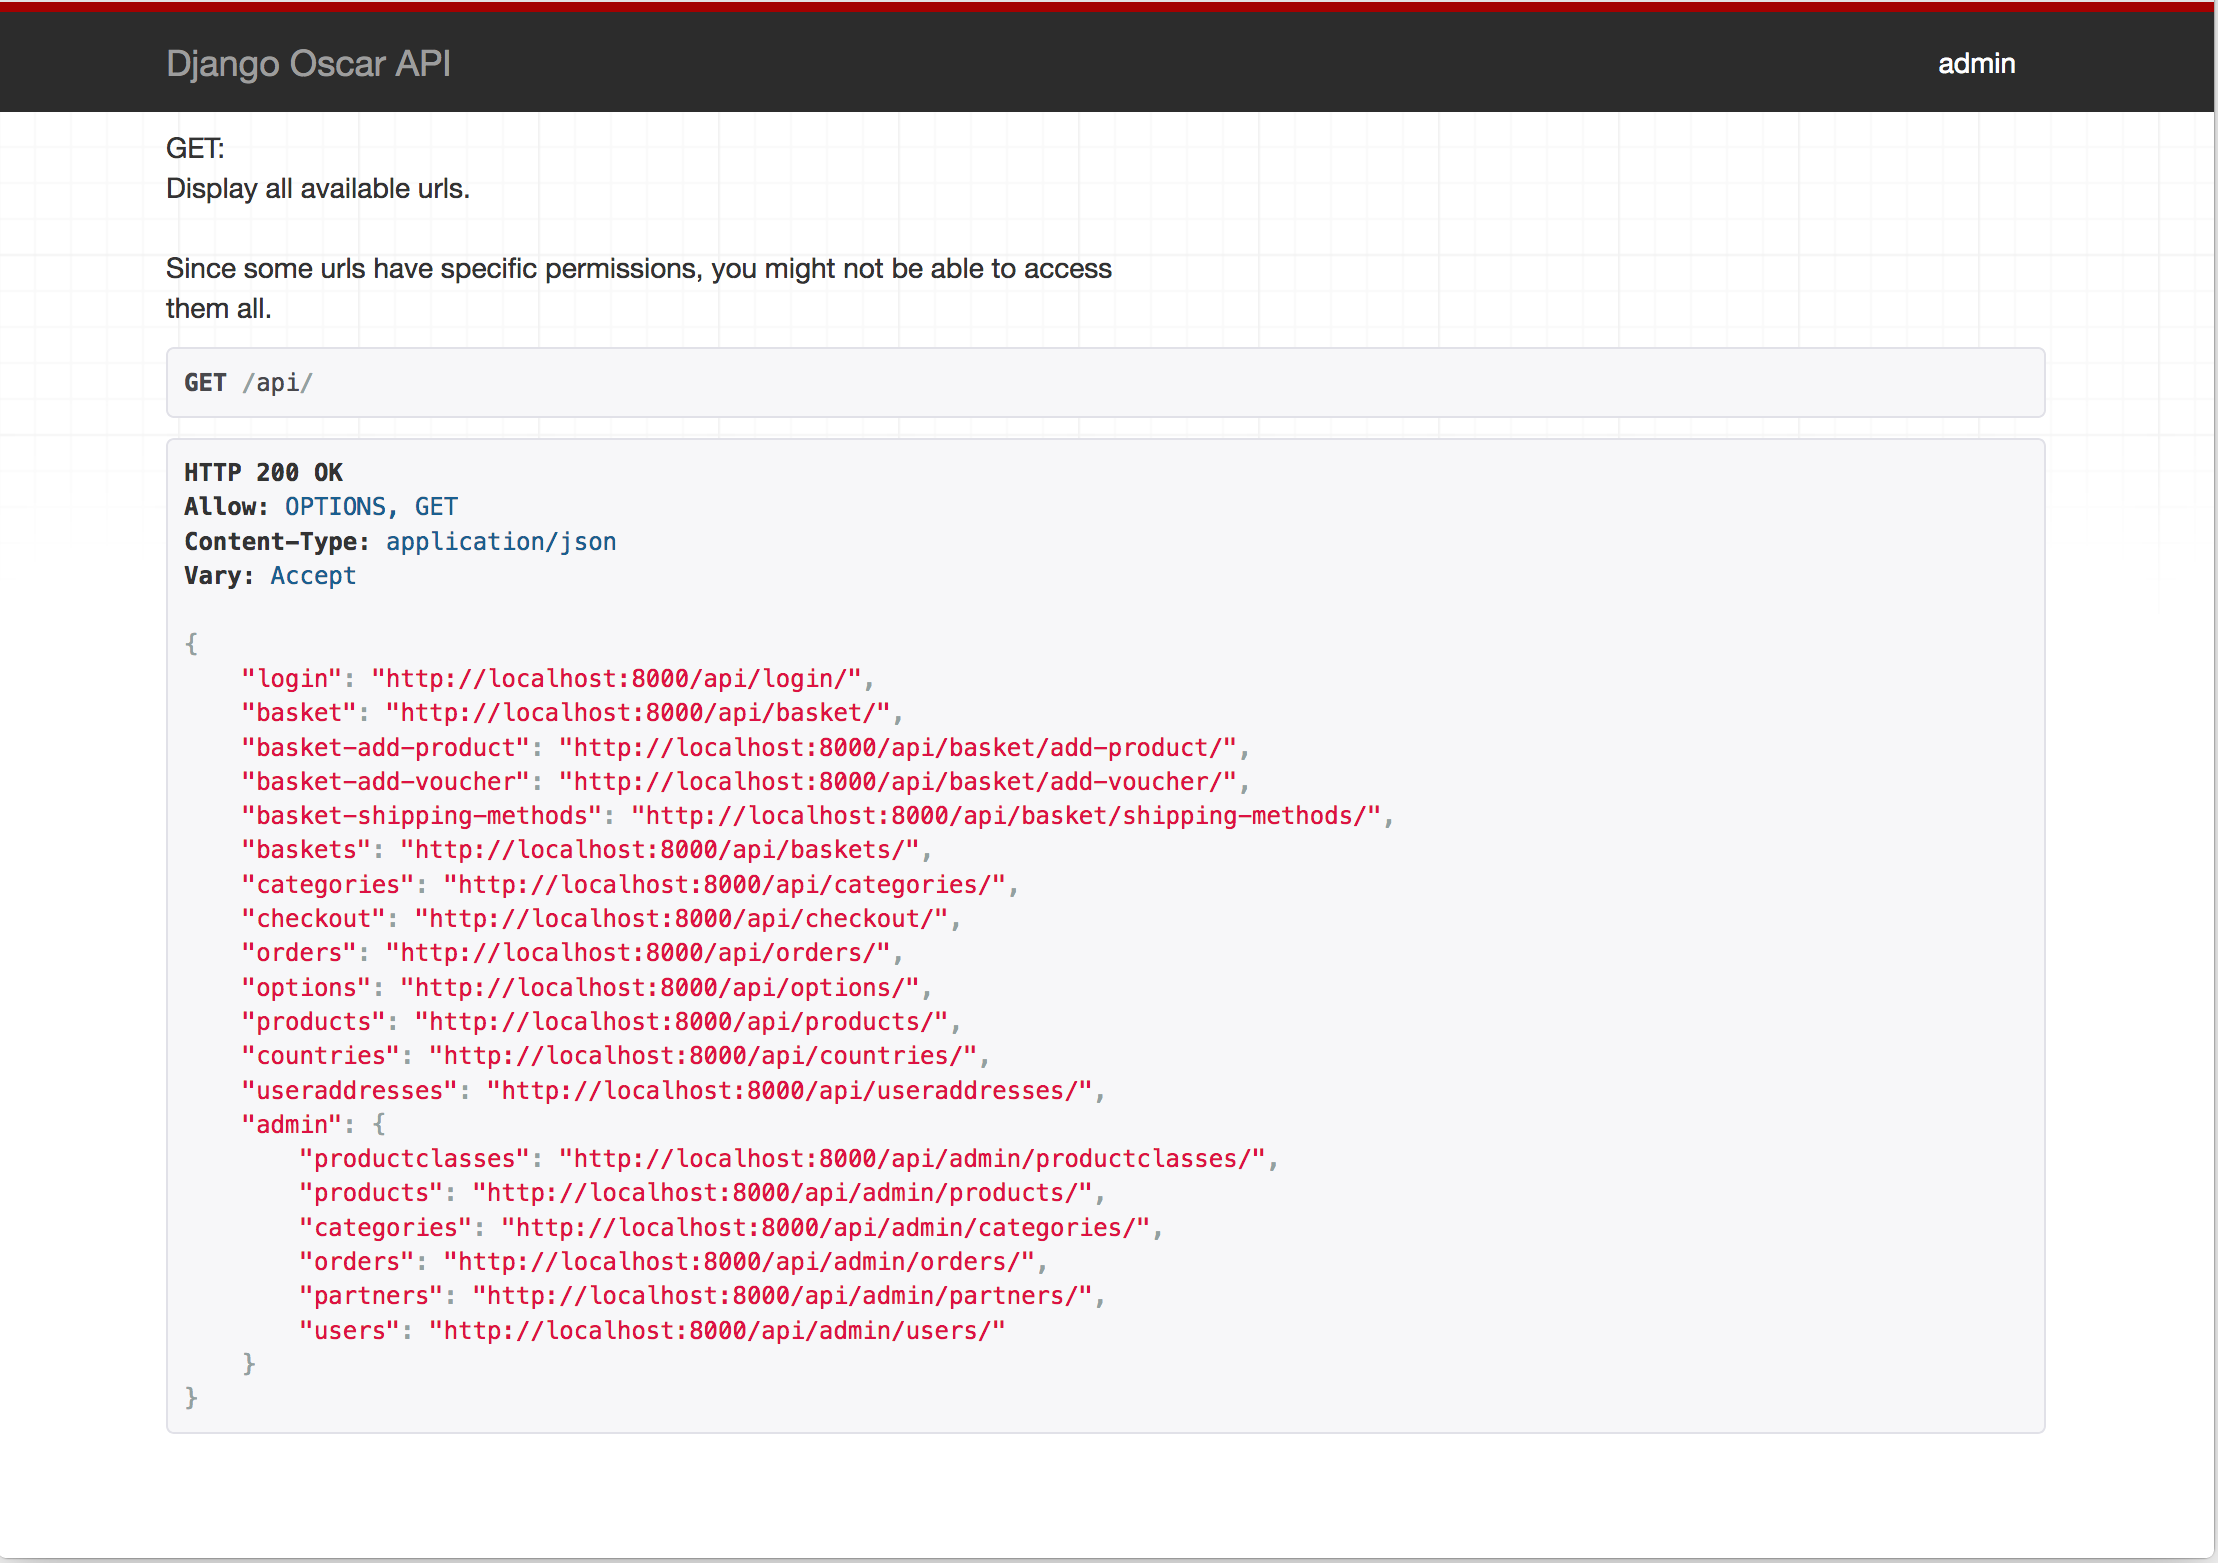 Django Oscar API
admin
GET:
Display all available urls.
Since some urls have specific permissions, you might not be able to access
them all.
GET /api/
HTTP 200 OK
Allow: OPTIONS, GET
Content-Type: application/json
Vary: Accept
{
    "login": "http://localhost:8000/api/login/",
    "basket": "http://localhost:8000/api/basket/",
    "basket-add-product": "http://localhost:8000/api/basket/add-product/",
    "basket-add-voucher": "http://localhost:8000/api/basket/add-voucher/",
    "basket-shipping-methods": "http://localhost:8000/api/basket/shipping-methods/",
    "baskets": "http://localhost:8000/api/baskets/",
    "categories": "http://localhost:8000/api/categories/",
    "checkout": "http://localhost:8000/api/checkout/",
    "orders": "http://localhost:8000/api/orders/",
    "options": "http://localhost:8000/api/options/",
    "products": "http://localhost:8000/api/products/",
    "countries": "http://localhost:8000/api/countries/",
    "useraddresses": "http://localhost:8000/api/useraddresses/",
    "admin": {
        "productclasses": "http://localhost:8000/api/admin/productclasses/",
        "products": "http://localhost:8000/api/admin/products/",
        "categories": "http://localhost:8000/api/admin/categories/",
        "orders": "http://localhost:8000/api/admin/orders/",
        "partners": "http://localhost:8000/api/admin/partners/",
        "users": "http://localhost:8000/api/admin/users/"
    }
}